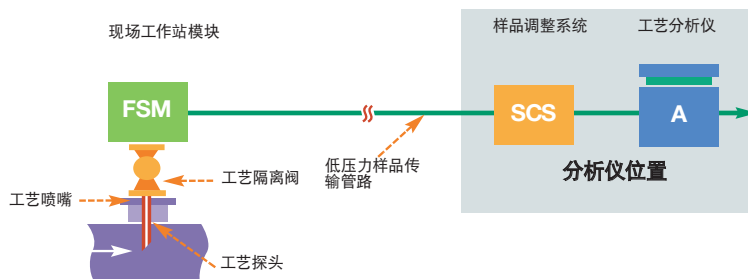 现场工作站模块
样品调整系统
工艺分析仪
FSM
SCS
A
低压力样品传
输管路
分析仪位置
工艺隔离阀
工艺喷嘴
工艺探头